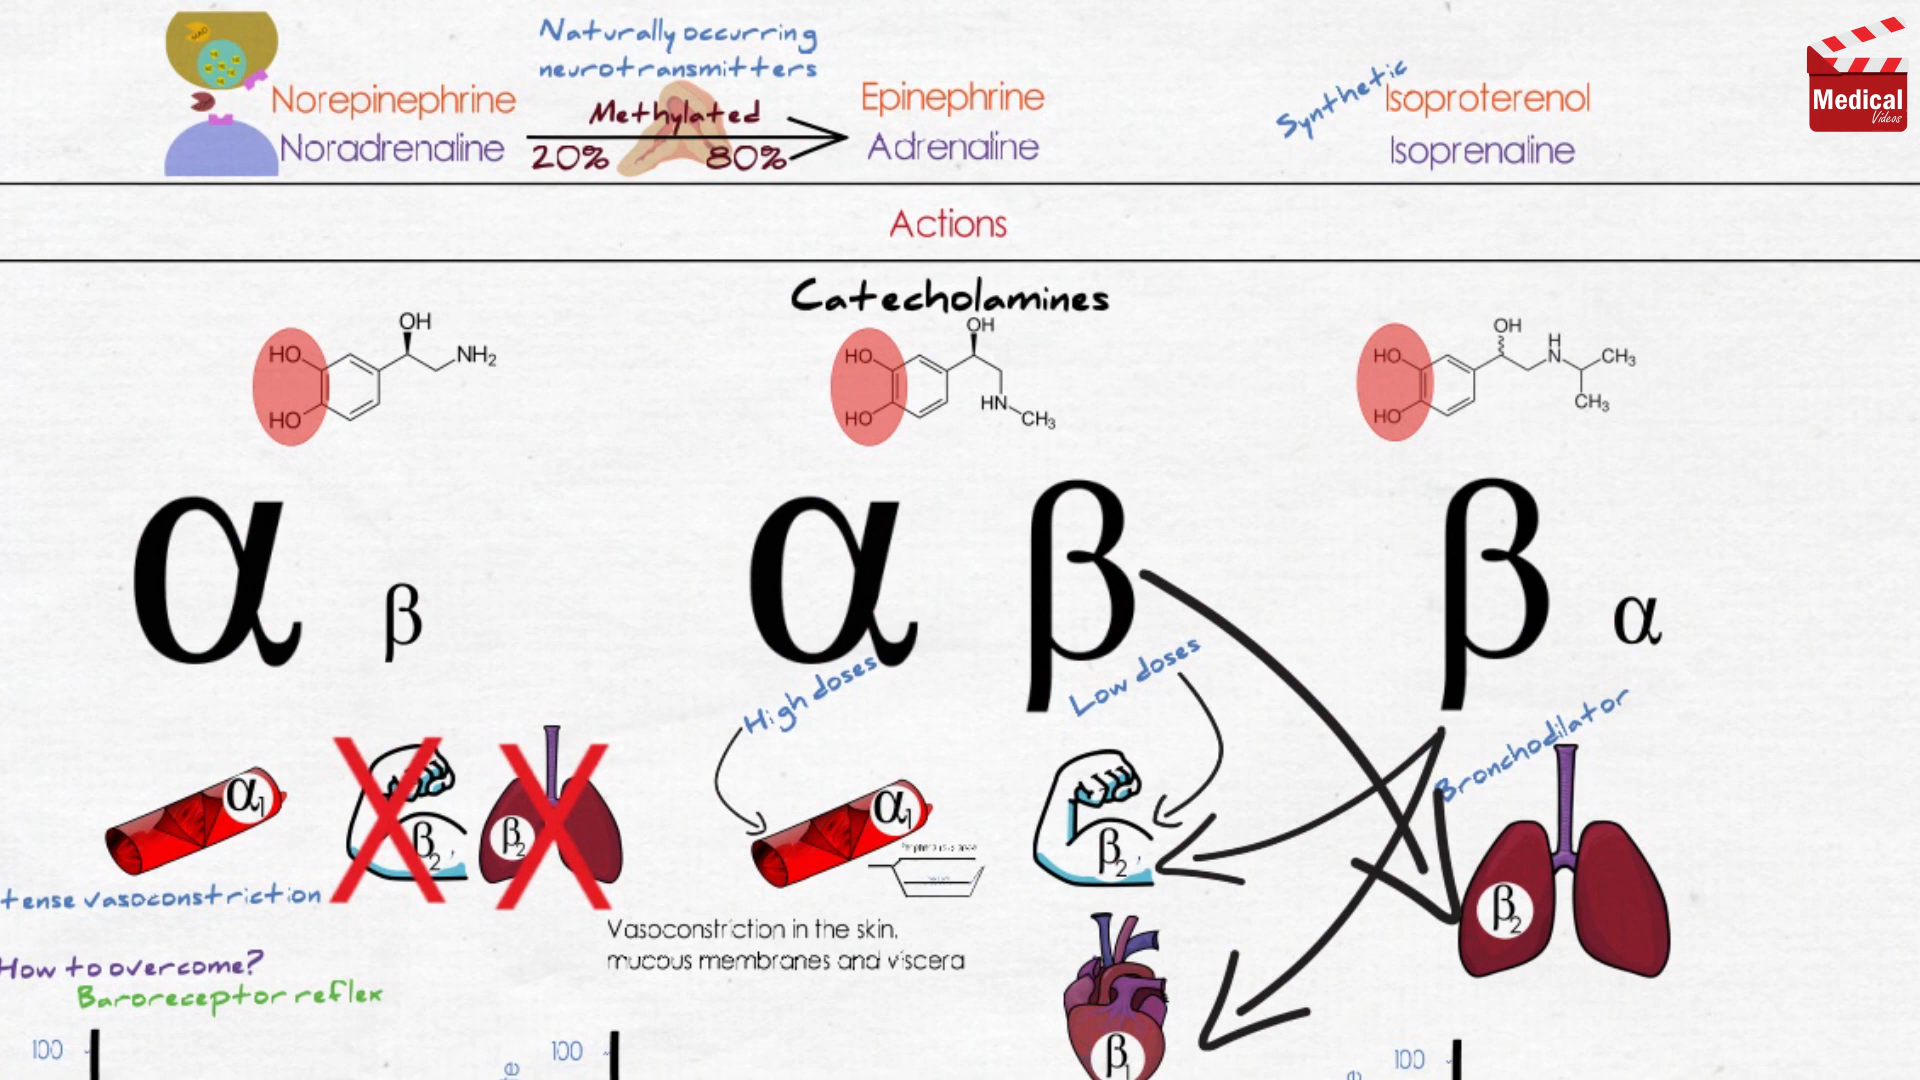 Naturally occurring
neurotransmitters
MAO
Norepinephrine
Noradrenaline
Methylated
20% 80%
Epinephrine
Adrenaline
Synthetic
Isoproterenol
Isoprenaline
Medical
Videos
Actions
Catecholamines
OH
HO
NH2
HO
OH
HO
HN
CH3
HO
OH
H
N
HO
CH3
CH3
HO
α β
α β
β α
High doses
Low doses
Bronchodilator
α1
β2
β2
α1
β2
β2
tense vasoconstriction
Vasoconstriction in the skin,
mucous membranes and viscera
How to overcome?
Baroreceptor reflex
β1
100
100
100